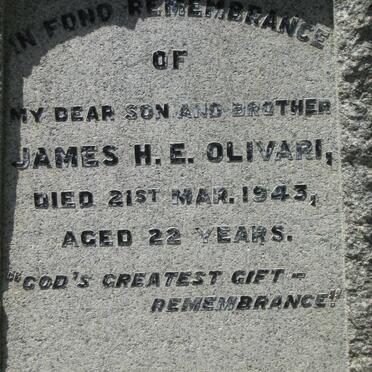 IN FOND REMEMBRANCE
OF
MY DEAR SON AND BROTHER
JAMES H. E. OLIVARI,
DIED 21ST MAR. 1943,
AGED 22 YEARS.
"GOD'S GREATEST GIFT –
REMEMBRANCE"